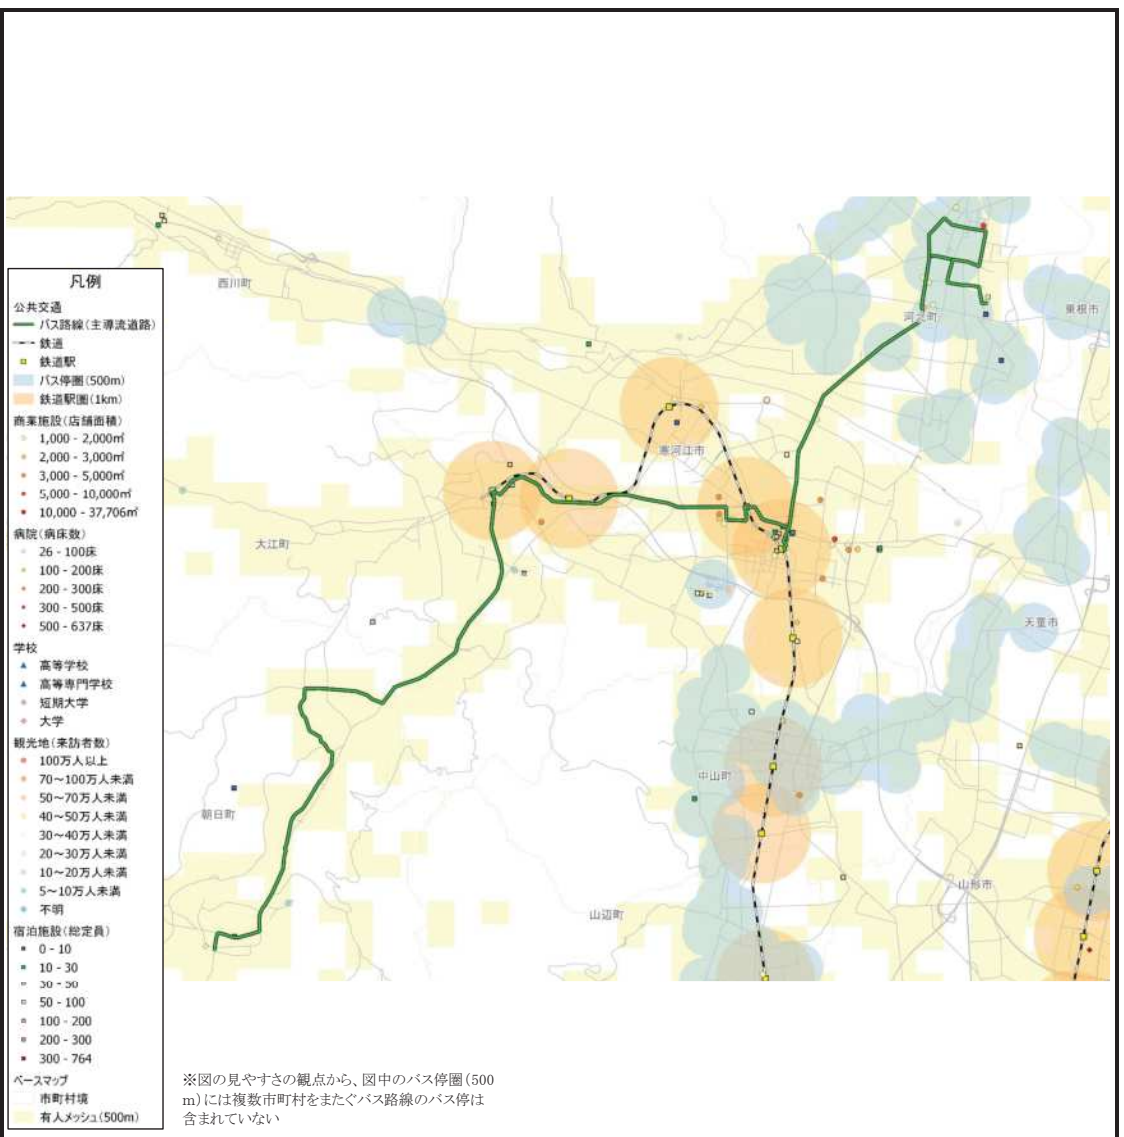 西川町
河北町
東根市
寒河江市
大江町
天童市
中山町
朝日町
山形市
山辺町
凡例
公共交通
バス路線(主導流道路)
鉄道
鉄道駅
バス停圏(500m)
鉄道駅圏(1km)
商業施設(店舗面積)
1,000 - 2,000㎡
2,000 - 3,000㎡
3,000 - 5,000㎡
5,000 - 10,000㎡
10,000 - 37,706㎡
病院(病床数)
26 - 100床
100 - 200床
200 - 300床
300 - 500床
500 - 637床
学校
高等学校
高等専門学校
短期大学
大学
観光地(来訪者数)
100万人以上
70～100万人未満
50～70万人未満
40～50万人未満
30～40万人未満
20～30万人未満
10～20万人未満
5～10万人未満
不明
宿泊施設(総定員)
0 - 10
10 - 30
30 - 50
50 - 100
100 - 200
200 - 300
300 - 764
ベースマップ
市町村境
有人メッシュ(500m)
※図の見やすさの観点から、図中のバス停圏(500
m)には複数市町村をまたぐバス路線のバス停は
含まれていない